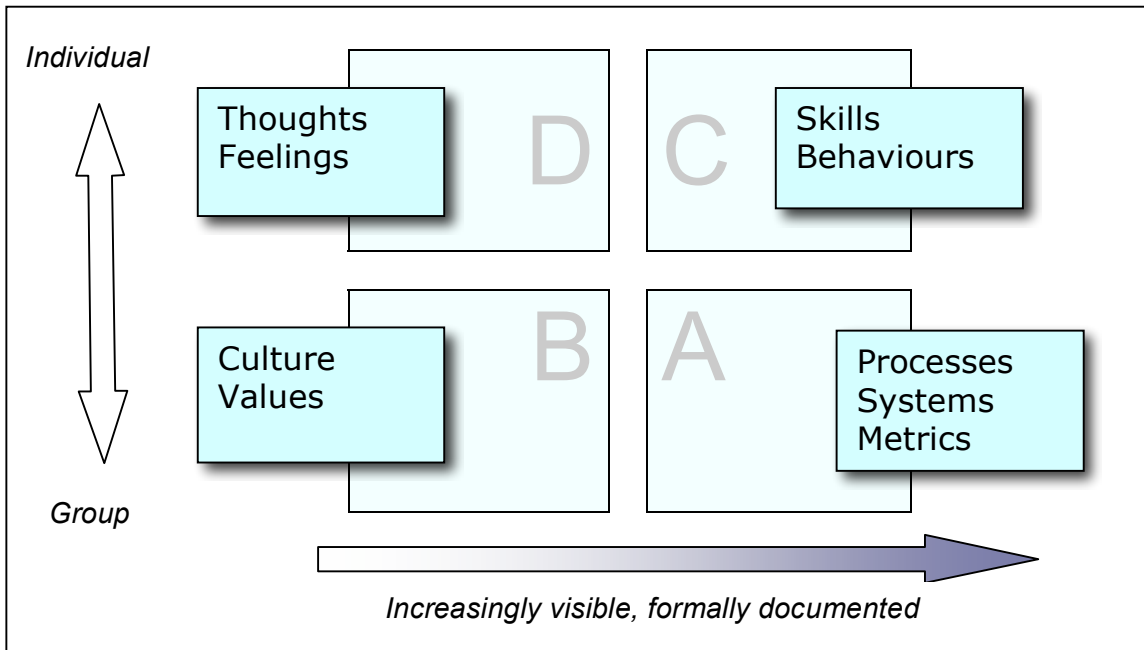 Individual
Thoughts
Feelings
D
C
Skills
Behaviours
Culture
Values
B
A
Processes
Systems
Metrics
Group
Increasingly visible, formally documented